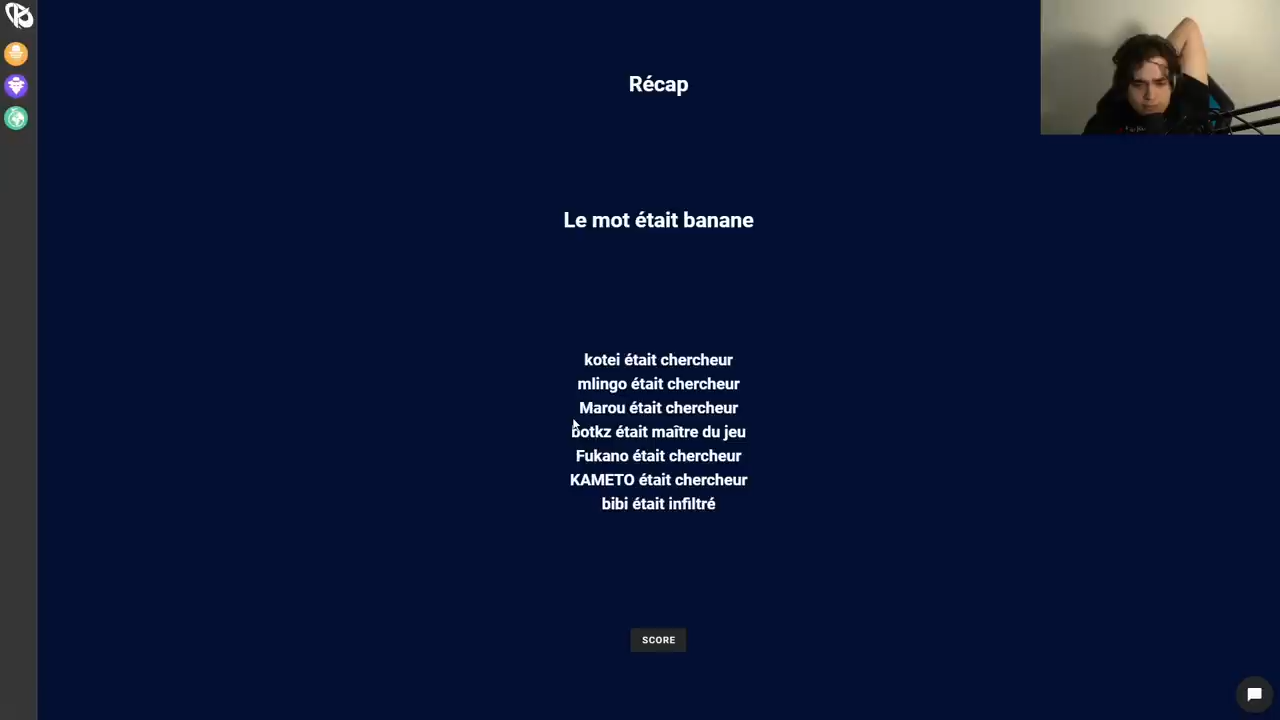 Récap
Le mot était banane
kotei était chercheur
mlingo était chercheur
Marou était chercheur
botkz était maître du jeu
Fukano était chercheur
KAMETO était chercheur
bibi était infiltré
SCORE